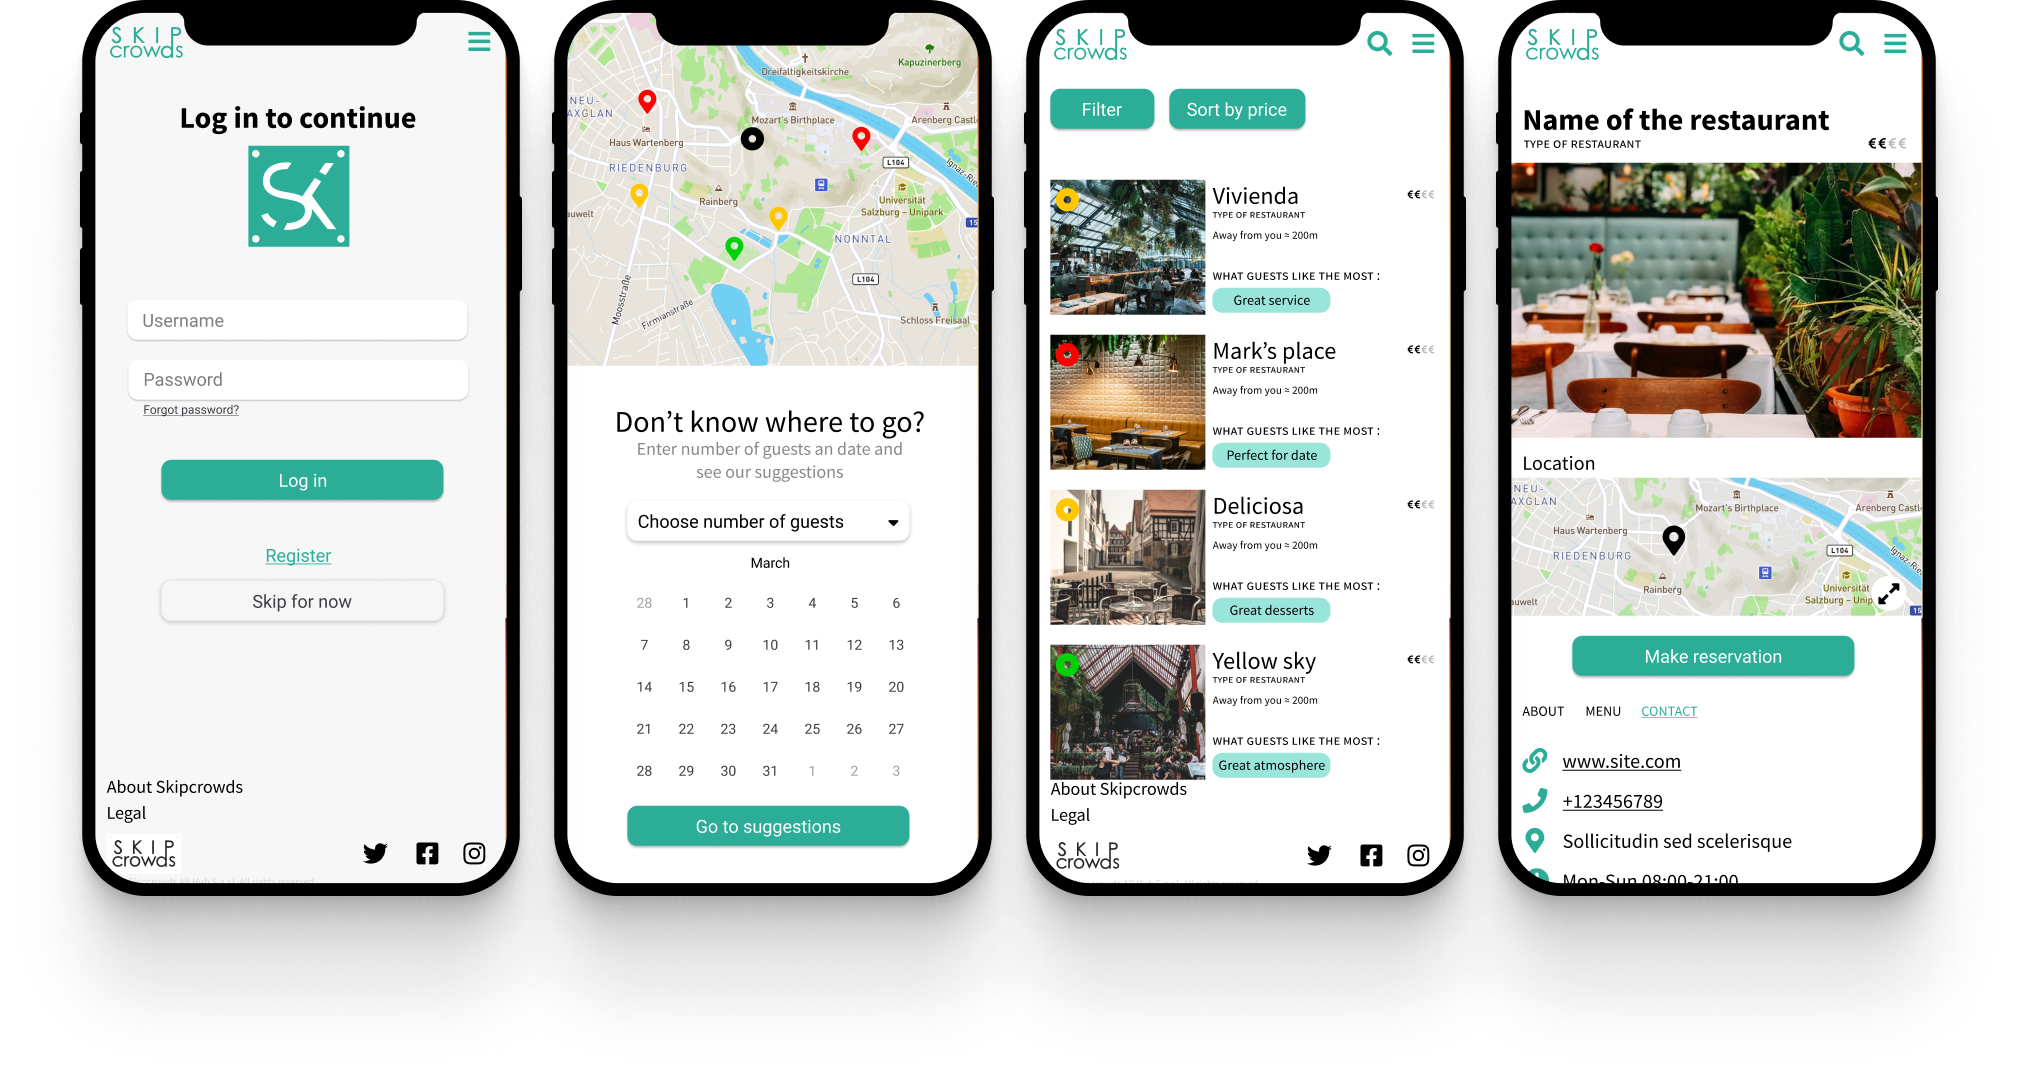 SKIP
crowds
Log in to continue
SK
Username
Password
Forgot password?
Log in
Register
Skip for now
About Skipcrowds
Legal
SKIP
crowds
Kapuzinerberg
Dreifaltigkeitskirche
NEU-
AXGLAN
Mozart's Birthplace
Arenberg Castle
Haus Wartenberg
L104
RIEDENBURG
Rainberg
Universität
Salzburg – Unipark
auwelt
15
NONNTAL
L104
Moosstraße
Firmianstraße
Schloss Freisaal
Don't know where to go?
Enter number of guests an date and
see our suggestions
Choose number of guests
March
28 1 2 3 4 5 6
7 8 9 10 11 12 13
14 15 16 17 18 19 20
21 22 23 24 25 26 27
28 29 30 31 1 2 3
Go to suggestions
SKIP
crowds
Filter
Sort by price
Vivienda
€€€€
TYPE OF RESTAURANT
Away from you ≈ 200m
WHAT GUESTS LIKE THE MOST :
Great service
Mark's place
€€€€
TYPE OF RESTAURANT
Away from you ≈ 200m
WHAT GUESTS LIKE THE MOST :
Perfect for date
Deliciosa
€€€€
TYPE OF RESTAURANT
Away from you ≈ 200m
WHAT GUESTS LIKE THE MOST :
Great desserts
Yellow sky
€€€€
TYPE OF RESTAURANT
Away from you ≈ 200m
WHAT GUESTS LIKE THE MOST :
Great atmosphere
About Skipcrowds
Legal
SKIP
crowds
SKIP
crowds
Name of the restaurant
TYPE OF RESTAURANT
€€€€
Location
NEU-
AXGLAN
Mozart's Birthplace
Arenberg Castl
Haus Wartenberg
L104
RIEDENBURG
Rainberg
Universität
Salzburg – Unip
auwelt
15
Make reservation
ABOUT MENU CONTACT
www.site.com
+123456789
Sollicitudin sed scelerisque
Mon-Sun 08:00-21:00